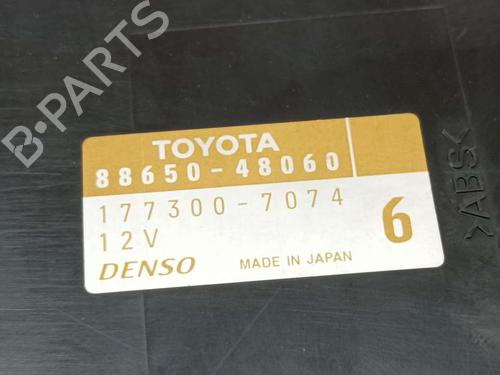 B-PARTS
TOYOTA
88650-48060
177300-7074
12V
6
DENSO MADE IN JAPAN
>ABS<